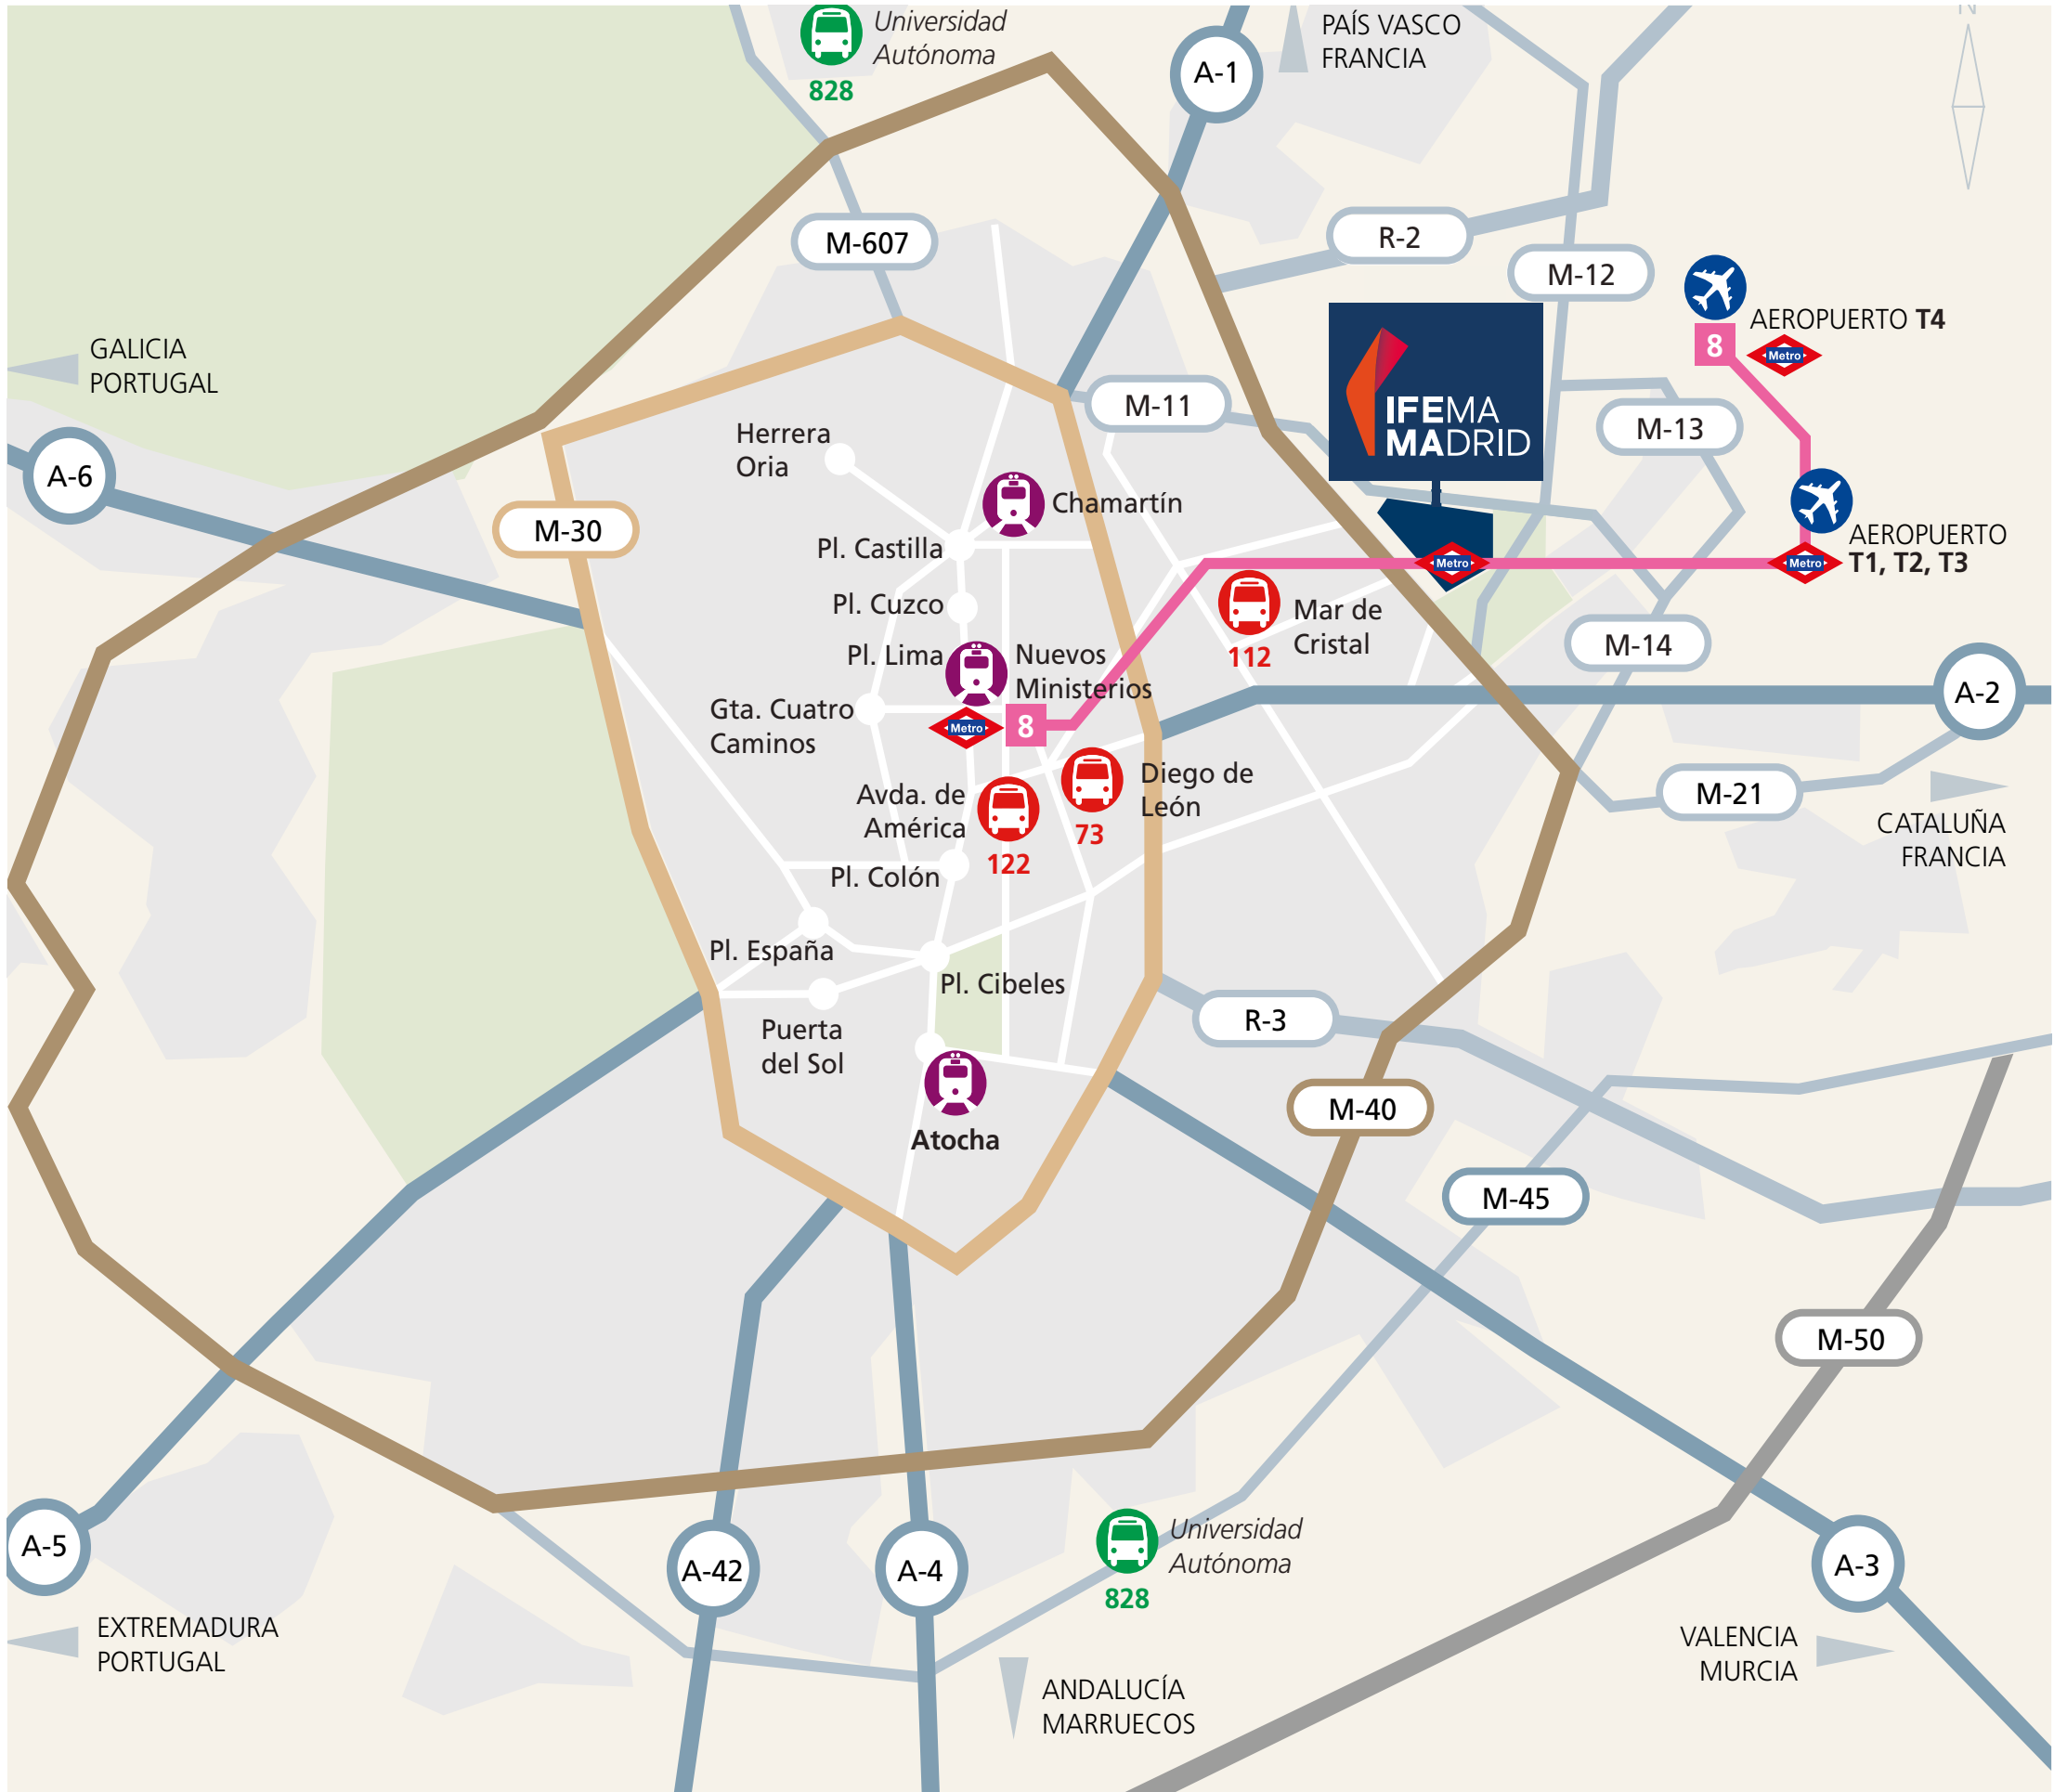 N
Universidad
Autónoma
828
A-1
PAÍS VASCO
FRANCIA
M-607
R-2
M-12
AEROPUERTO T4
8
Metro
GALICIA
PORTUGAL
IFEMA
MADRID
M-11
M-13
Herrera
Oria
A-6
Chamartín
M-30
Pl. Castilla
AEROPUERTO
T1, T2, T3
Metro
Metro
Pl. Cuzco
Mar de
Cristal
112
M-14
Pl. Lima
Nuevos
Ministerios
A-2
Gta. Cuatro
Caminos
Metro
8
Diego de
León
73
M-21
Avda. de
América
122
CATALUÑA
FRANCIA
Pl. Colón
Pl. España
Pl. Cibeles
R-3
Puerta
del Sol
M-40
Atocha
M-45
M-50
Universidad
Autónoma
828
A-5
A-42
A-4
A-3
EXTREMADURA
PORTUGAL
VALENCIA
MURCIA
ANDALUCÍA
MARRUECOS